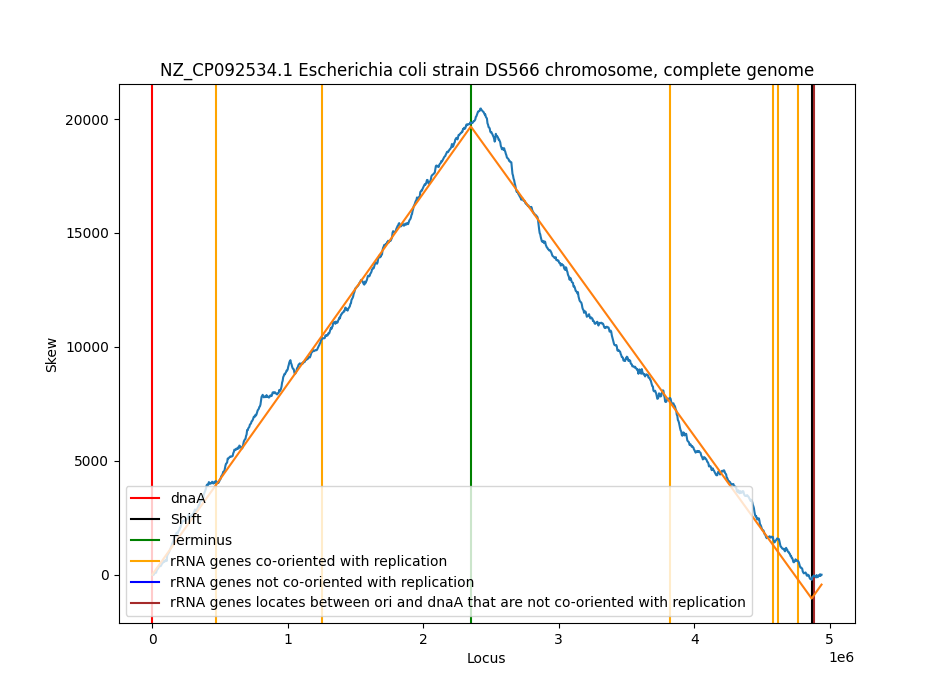 NZ_CP092534.1 Escherichia coli strain DS566 chromosome, complete genome
Skew
20000
15000
10000
5000
0
dnaA
Shift
Terminus
rRNA genes co-oriented with replication
rRNA genes not co-oriented with replication
rRNA genes locates between ori and dnaA that are not co-oriented with replication
0 1 2 3 4 5
1e6
Locus